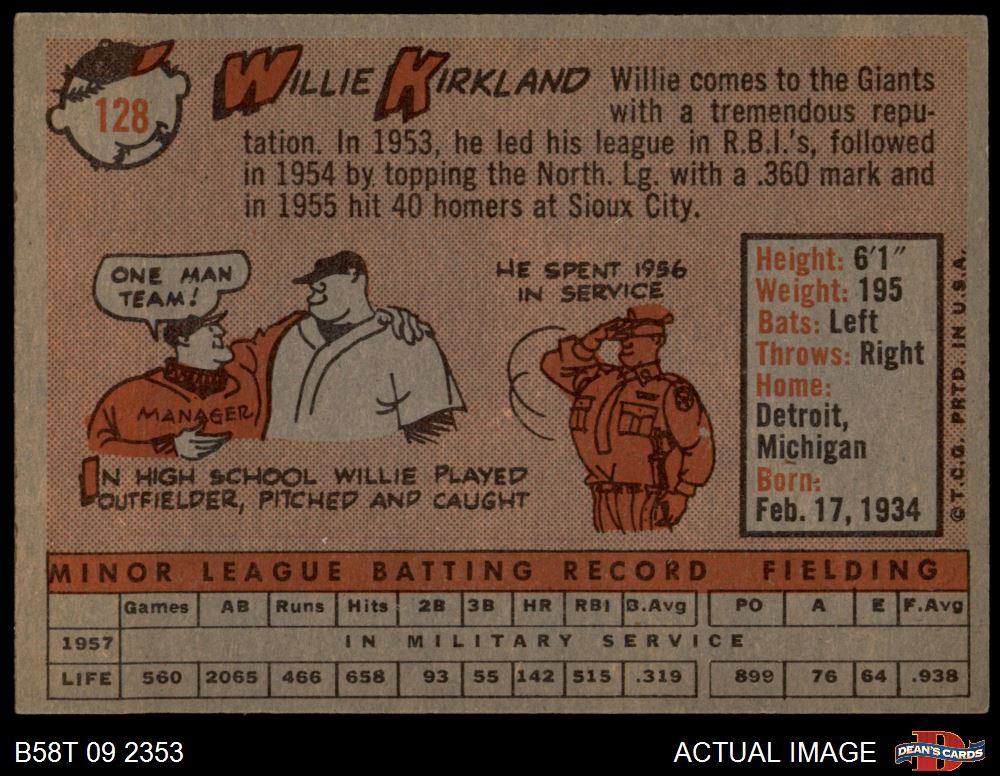 128
WILLIE KIRKLAND Willie comes to the Giants
with a tremendous repu-
tation. In 1953, he led his league in R.B.I.'s, followed
in 1954 by topping the North. Lg. with a .360 mark and
in 1955 hit 40 homers at Sioux City.
ONE MAN
TEAM!
MANAGER
IN HIGH SCHOOL WILLIE PLAYED
OUTFIELDER, PITCHED AND CAUGHT
HE SPENT 1956
IN SERVICE
Height: 6'1"
Weight: 195
Bats: Left
Throws: Right
Home:
Detroit,
Michigan
Born:
Feb. 17, 1934
©T.C.G. PRTD. IN U.S.A.
MINOR LEAGUE BATTING RECORD FIELDING
Games AB Runs Hits 2B 3B HR RBI B.Avg PO A E F.Avg
1957 IN MILITARY SERVICE
LIFE 560 2065 466 658 93 55 142 515 .319 899 76 64 .938
B58T 09 2353
ACTUAL IMAGE
D
DEAN'S CARDS